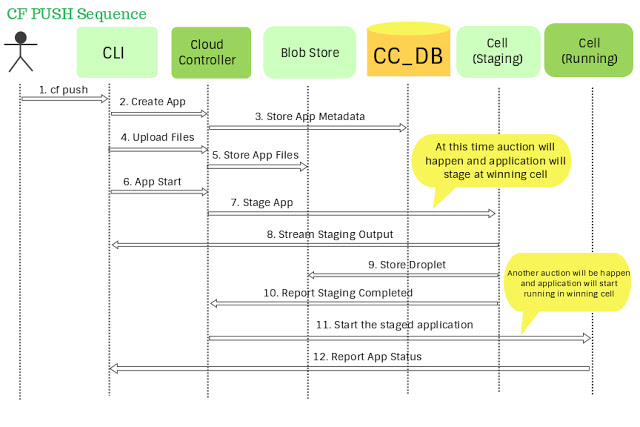 CF PUSH Sequence
CLI
Cloud
Controller
Blob Store
CC_DB
Cell
(Staging)
Cell
(Running)
1. cf push
2. Create App
3. Store App Metadata
4. Upload Files
At this time auction will
happen and application will
stage at winning cell
5. Store App Files
6. App Start
7. Stage App
8. Stream Staging Output
9. Store Droplet
Another auction will be happen
and application will start
running in winning cell
10. Report Staging Completed
11. Start the staged application
12. Report App Status